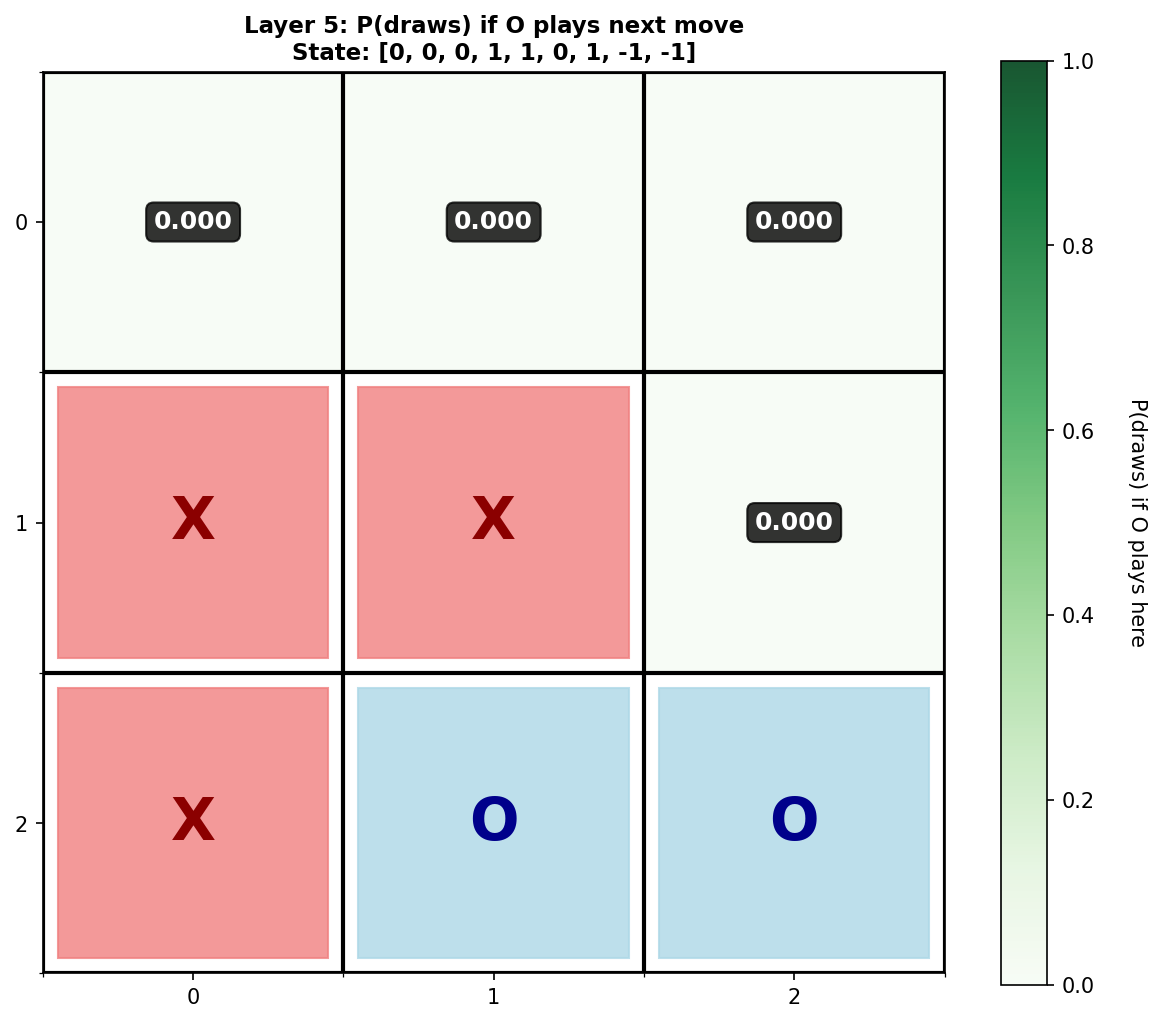 Layer 5: P(draws) if O plays next move
State: [0, 0, 0, 1, 1, 0, 1, -1, -1]
0
0.000
0.000
0.000
1
X
X
0.000
2
X
O
O
0
1
2
1.0
0.8
0.6
0.4
0.2
0.0
P(draws) if O plays here